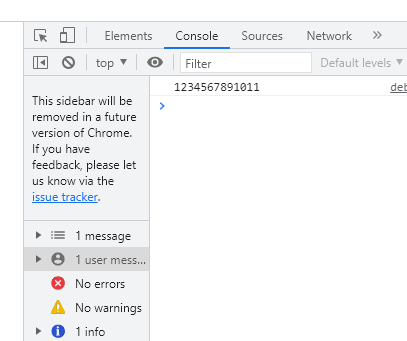 Elements Console Sources Network »
top ▼ Filter Default levels ▼
1234567891011 deb
This sidebar will be
removed in a future
version of Chrome.
If you have
feedback, please let
us know via the
issue tracker.
1 message
1 user mess...
No errors
No warnings
1 info